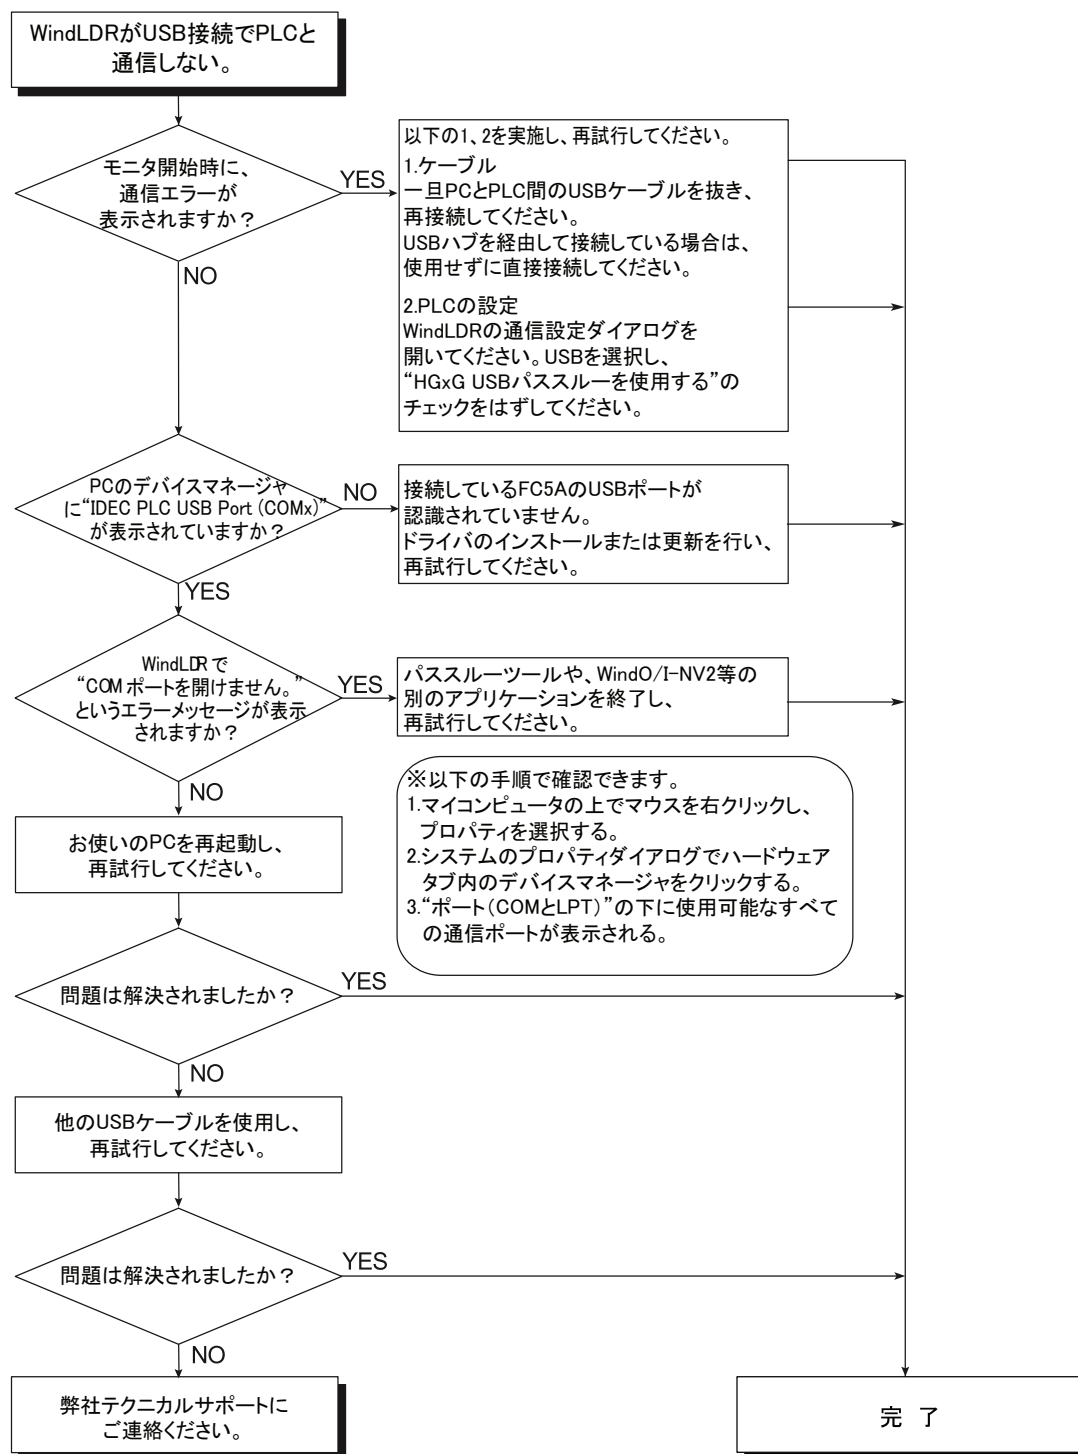 WindLDRがUSB接続でPLCと
通信しない。
モニタ開始時に、
通信エラーが
表示されますか？
YES
NO
以下の1、2を実施し、再試行してください。
1.ケーブル
一旦PCとPLC間のUSBケーブルを抜き、
再接続してください。
USBハブを経由して接続している場合は、
使用せずに直接接続してください。
2.PLCの設定
WindLDRの通信設定ダイアログを
開いてください。USBを選択し、
“HGxG USBパススルーを使用する”の
チェックをはずしてください。
PCのデバイスマネージャ
に“IDEC PLC USB Port (COMx)”
が表示されていますか？
NO
YES
接続しているFC5AのUSBポートが
認識されていません。
ドライバのインストールまたは更新を行い、
再試行してください。
WindLDRで
“COMポートを開けません。”
というエラーメッセージが表示
されますか？
YES
NO
パススルーツールや、WindO/I-NV2等の
別のアプリケーションを終了し、
再試行してください。
※以下の手順で確認できます。
1.マイコンピュータの上でマウスを右クリックし、
プロパティを選択する。
2.システムのプロパティダイアログでハードウェア
タブ内のデバイスマネージャをクリックする。
3.“ポート（COMとLPT）”の下に使用可能なすべて
の通信ポートが表示される。
お使いのPCを再起動し、
再試行してください。
問題は解決されましたか？
YES
NO
他のUSBケーブルを使用し、
再試行してください。
問題は解決されましたか？
YES
NO
弊社テクニカルサポートに
ご連絡ください。
完 了